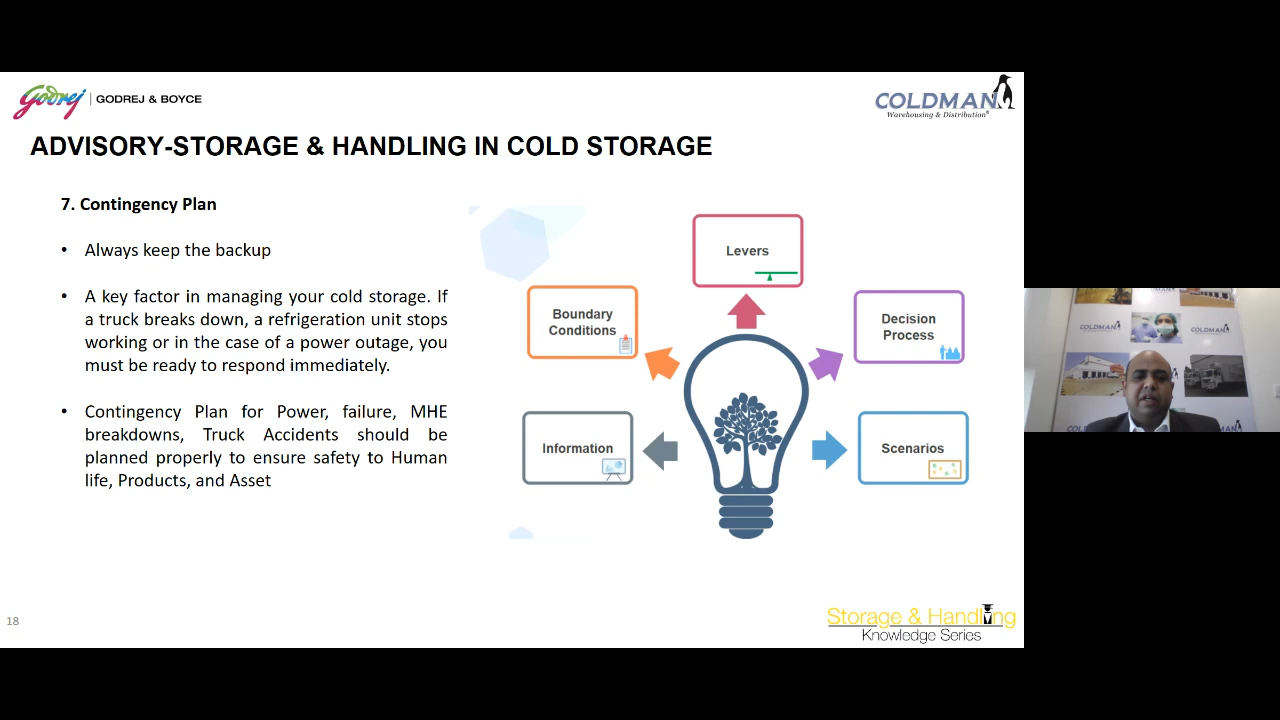 Godrej | GODREJ & BOYCE
COLDMAN
Warehousing & Distribution®
ADVISORY-STORAGE & HANDLING IN COLD STORAGE
7. Contingency Plan
• Always keep the backup
• A key factor in managing your cold storage. If
a truck breaks down, a refrigeration unit stops
working or in the case of a power outage, you
must be ready to respond immediately.
• Contingency Plan for Power, failure, MHE
breakdowns, Truck Accidents should be
planned properly to ensure safety to Human
life, Products, and Asset
Levers
Boundary
Conditions
Decision
Process
Information
Scenarios
18
Storage & Handling
Knowledge Series
COLDMAN
COLDMAN
COLDMAN